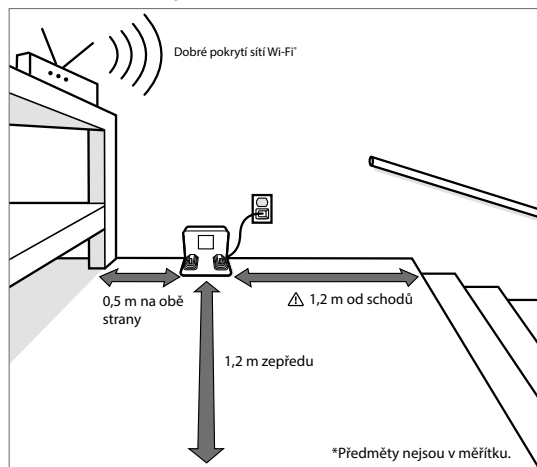 Dobré pokrytí sítí Wi-Fi®
0,5 m na obě
strany
⚠ 1,2 m od schodů
1,2 m zepředu
*Předměty nejsou v měřítku.